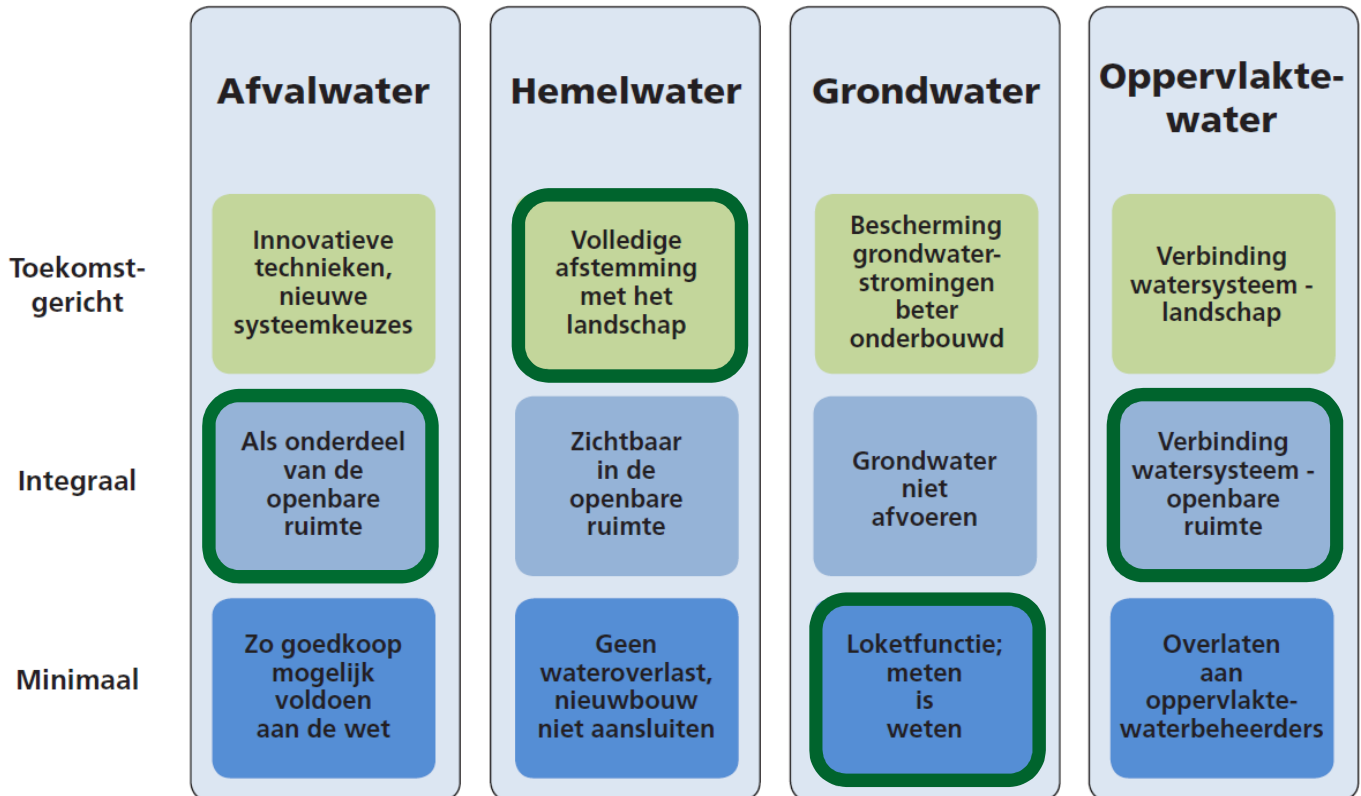 Afvalwater
Hemelwater
Grondwater
Oppervlakte-
water
Toekomst-
gericht
Innovatieve
technieken,
nieuwe
systeemkeuzes
Volledige
afstemming
met het
landschap
Bescherming
grondwater-
stromingen
beter
onderbouwd
Verbinding
watersysteem -
landschap
Integraal
Als onderdeel
van de
openbare
ruimte
Zichtbaar
in de
openbare
ruimte
Grondwater
niet
afvoeren
Verbinding
watersysteem -
openbare
ruimte
Minimaal
Zo goedkoop
mogelijk
voldoen
aan de wet
Geen
wateroverlast,
nieuwbouw
niet aansluiten
Loketfunctie;
meten
is
weten
Overlaten
aan
oppervlakte-
waterbeheerders